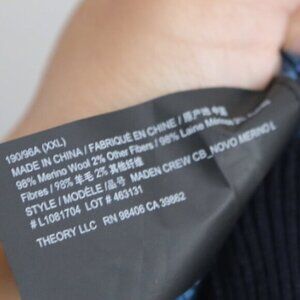 190/96A (XXL)
MADE IN CHINA / FABRIQUÉ EN CHINE / 原产地 中国
98% Merino Wool 2% Other Fibers / 98% Laine Mérinos 2%
Fibres / 98% 羊毛 2% 其他纤维
STYLE / MODÈLE / 品号 MADEN CREW CB_NOVO MERINO L
# L1081704 LOT # 463131
THEORY LLC RN 98406 CA 39862